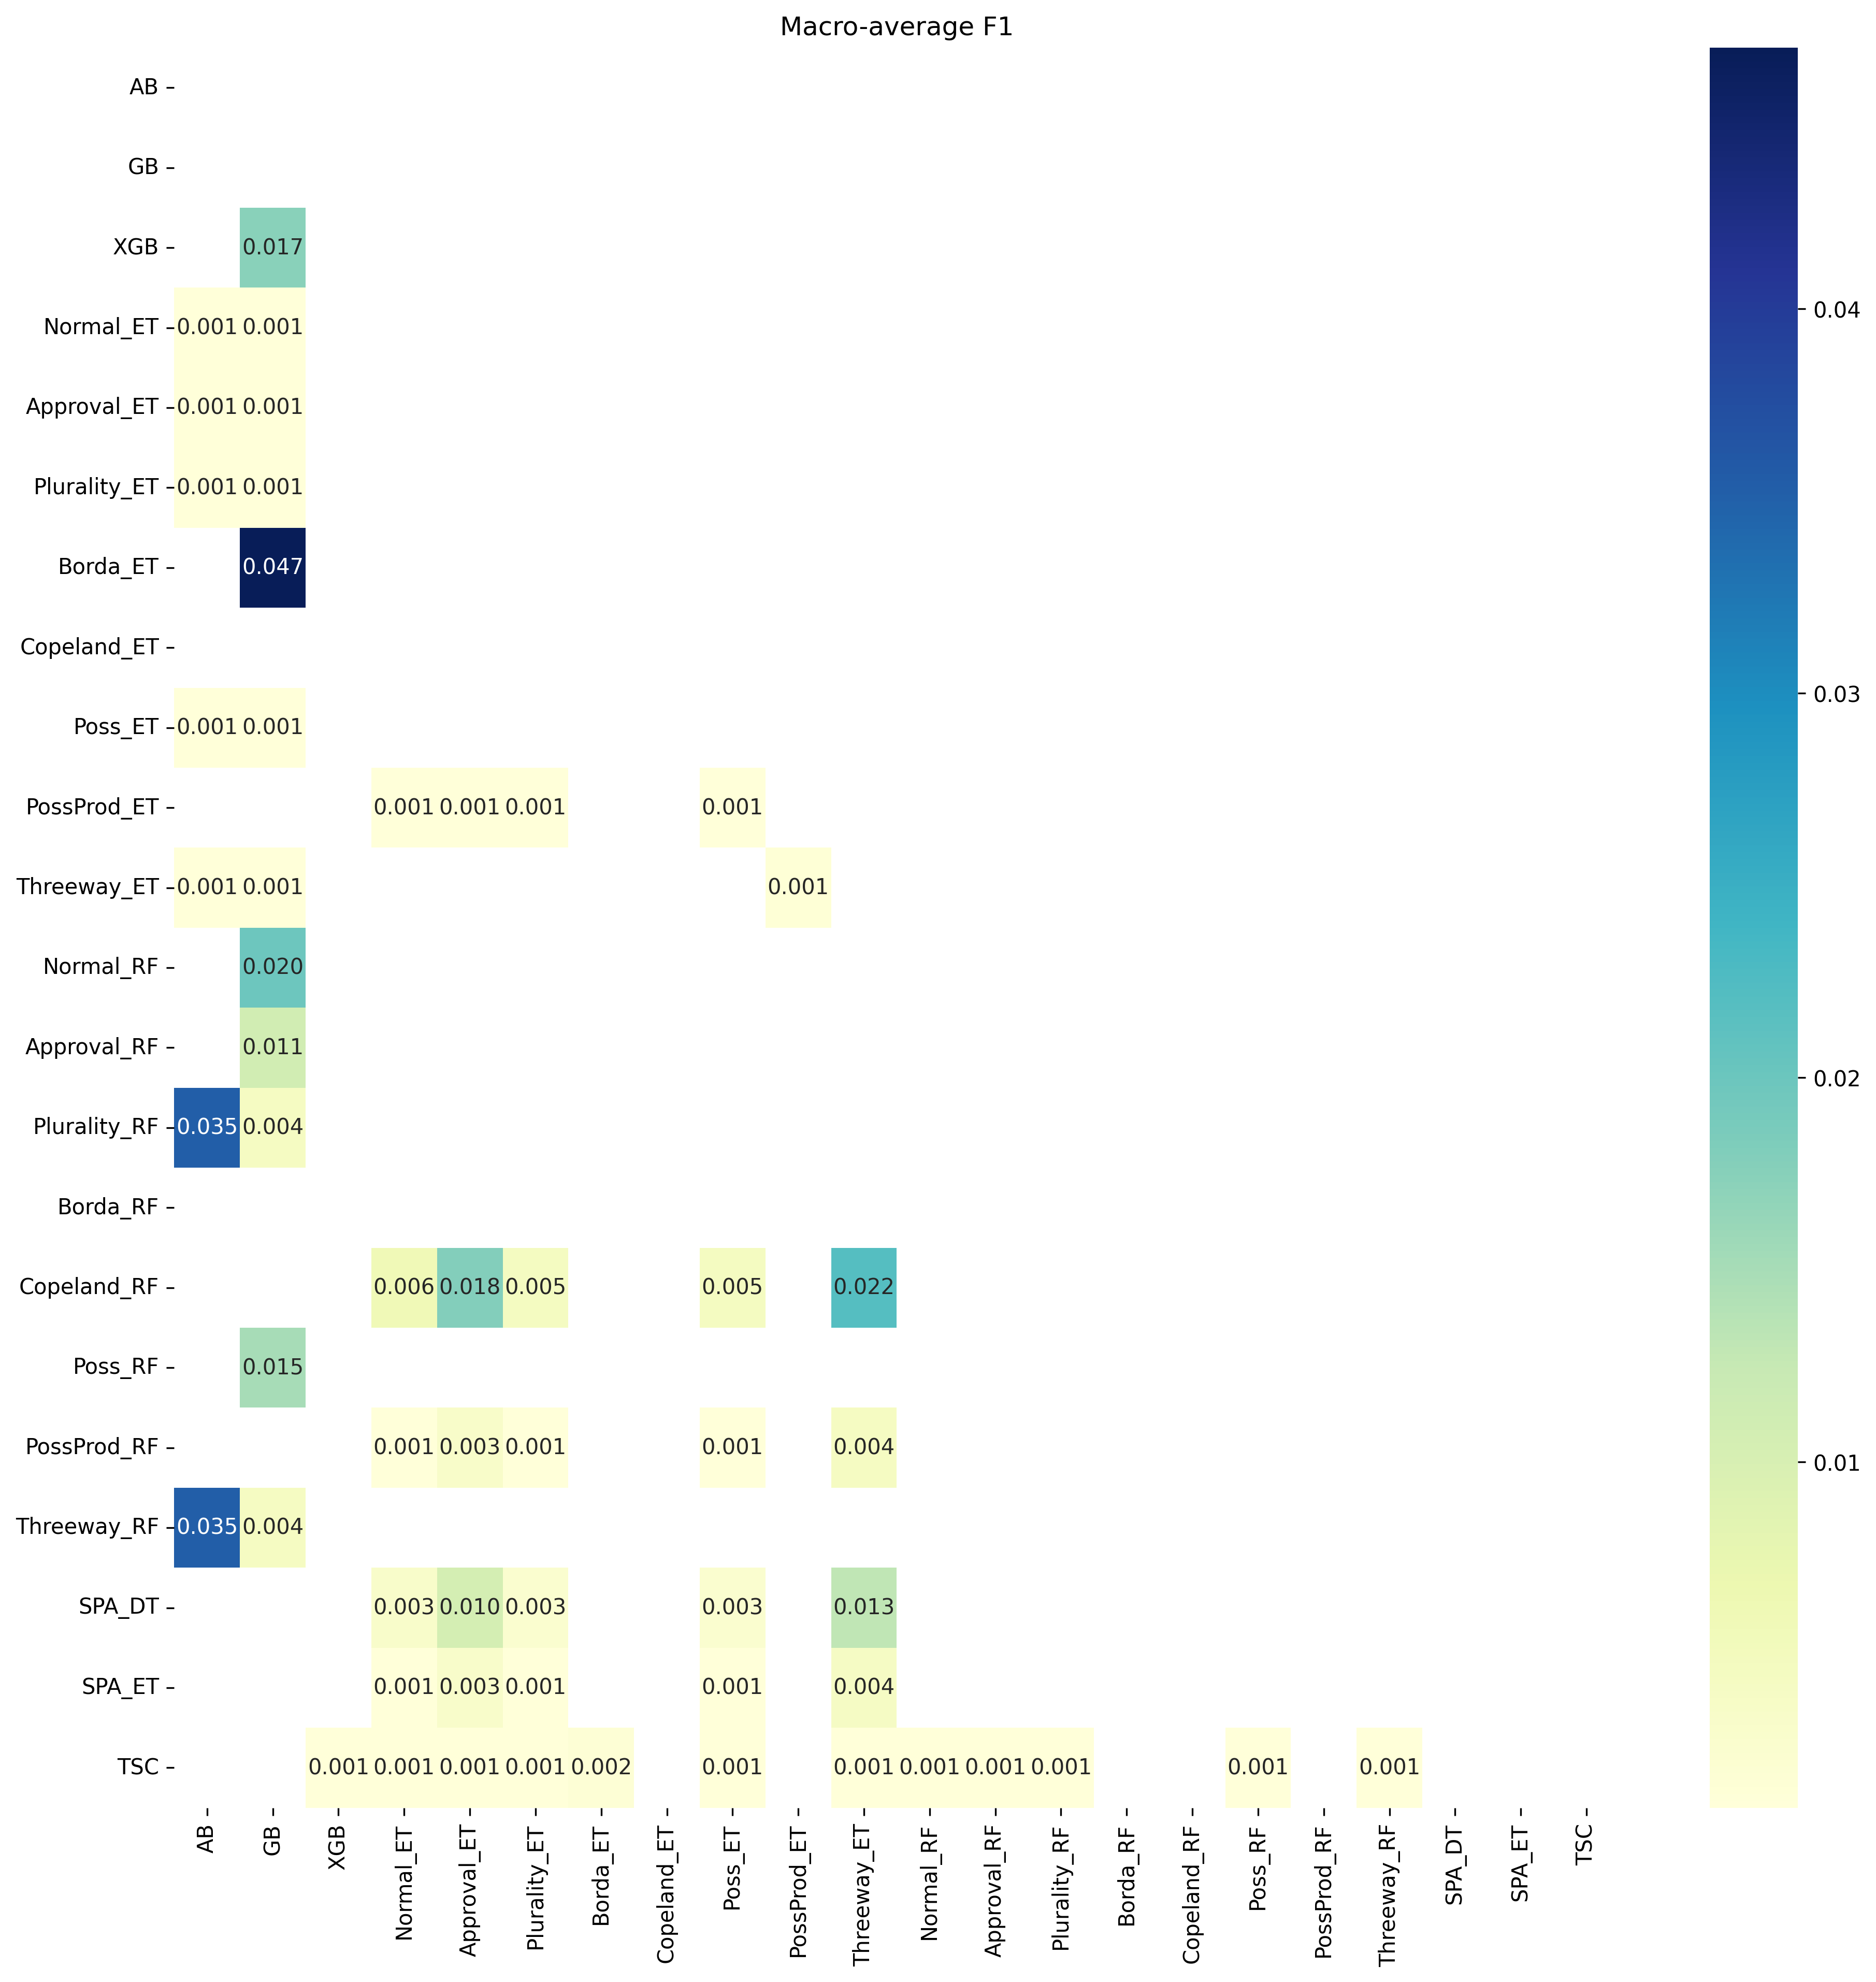 Macro-average F1
AB
GB
XGB 0.017
Normal_ET 0.001 0.001
Approval_ET 0.001 0.001
Plurality_ET 0.001 0.001
Borda_ET 0.047
Copeland_ET
Poss_ET 0.001 0.001
PossProd_ET 0.001 0.001 0.001 0.001
Threeway_ET 0.001 0.001 0.001
Normal_RF 0.020
Approval_RF 0.011
Plurality_RF 0.035 0.004
Borda_RF
Copeland_RF 0.006 0.018 0.005 0.005 0.022
Poss_RF 0.015
PossProd_RF 0.001 0.003 0.001 0.001 0.004
Threeway_RF 0.035 0.004
SPA_DT 0.003 0.010 0.003 0.003 0.013
SPA_ET 0.001 0.003 0.001 0.001 0.004
TSC 0.001 0.001 0.001 0.001 0.002 0.001 0.001 0.001 0.001 0.001 0.001 0.001
AB
GB
XGB
Normal_ET
Approval_ET
Plurality_ET
Borda_ET
Copeland_ET
Poss_ET
PossProd_ET
Threeway_ET
Normal_RF
Approval_RF
Plurality_RF
Borda_RF
Copeland_RF
Poss_RF
PossProd_RF
Threeway_RF
SPA_DT
SPA_ET
TSC
0.04
0.03
0.02
0.01